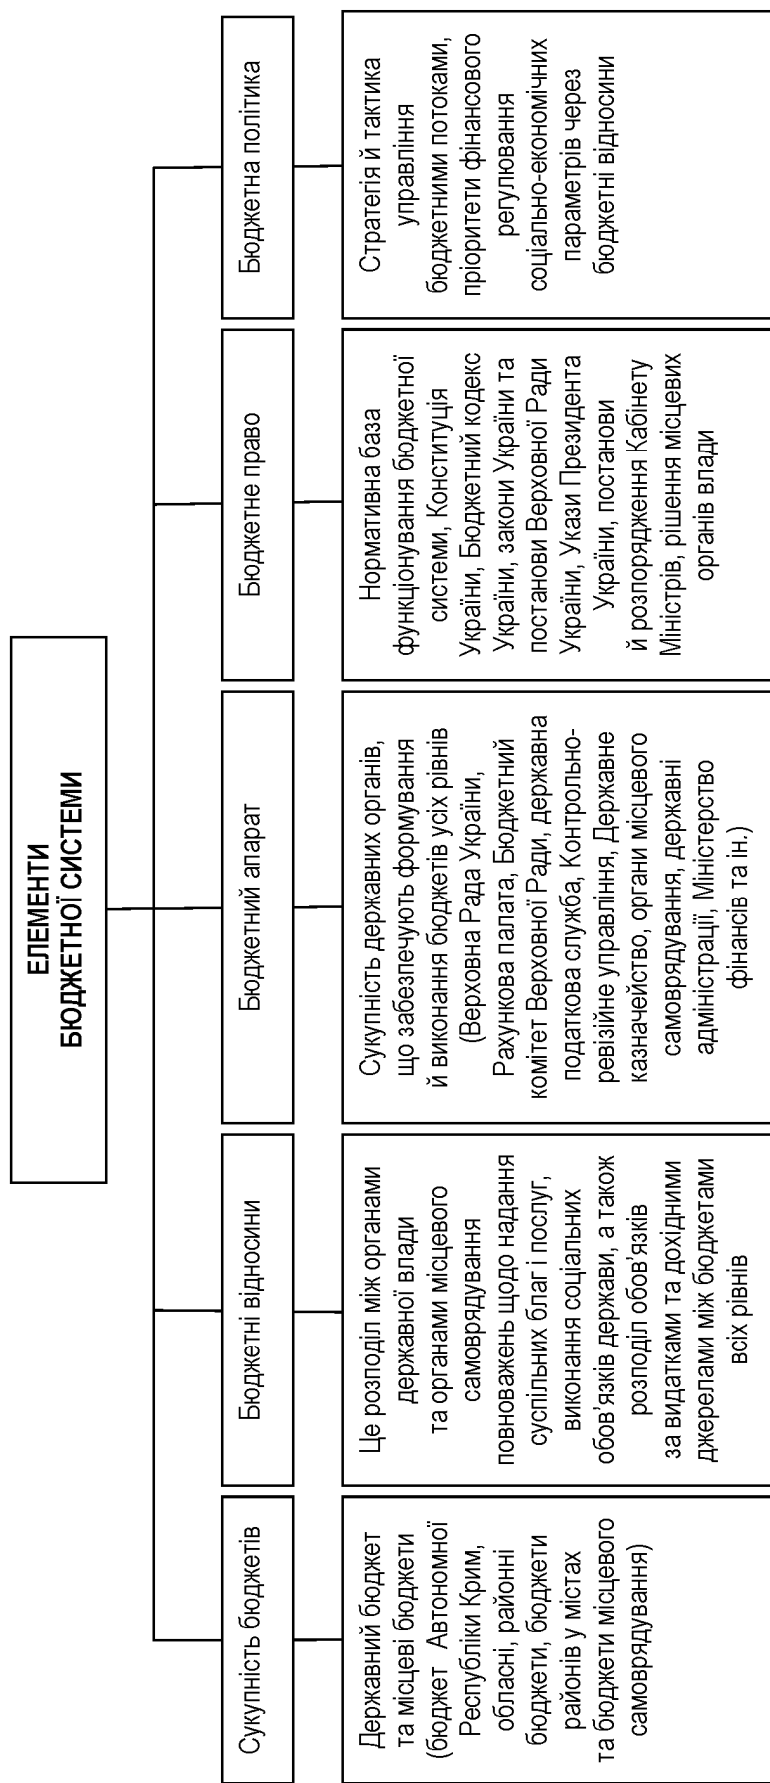 ЕЛЕМЕНТИ
БЮДЖЕТНОЇ СИСТЕМИ
Сукупність бюджетів
Державний бюджет
та місцеві бюджети
(бюджет Автономної
Республіки Крим,
обласні, районні
бюджети, бюджети
районів у містах
та бюджети місцевого
самоврядування)
Бюджетні відносини
Це розподіл між органами
державної влади
та органами місцевого
самоврядування
повноважень щодо надання
суспільних благ і послуг,
виконання соціальних
обов’язків держави, а також
розподіл обов’язків
за видатками та дохідними
джерелами між бюджетами
всіх рівнів
Бюджетний апарат
Сукупність державних органів,
що забезпечують формування
й виконання бюджетів усіх рівнів
(Верховна Рада України,
Рахункова палата, Бюджетний
комітет Верховної Ради, державна
податкова служба, Контрольно-
ревізійне управління, Державне
казначейство, органи місцевого
самоврядування, державні
адміністрації, Міністерство
фінансів та ін.)
Бюджетне право
Нормативна база
функціонування бюджетної
системи, Конституція
України, Бюджетний кодекс
України, закони України та
постанови Верховної Ради
України, Укази Президента
України, постанови
й розпорядження Кабінету
Міністрів, рішення місцевих
органів влади
Бюджетна політика
Стратегія й тактика
управління
бюджетними потоками,
пріоритети фінансового
регулювання
соціально-економічних
параметрів через
бюджетні відносини